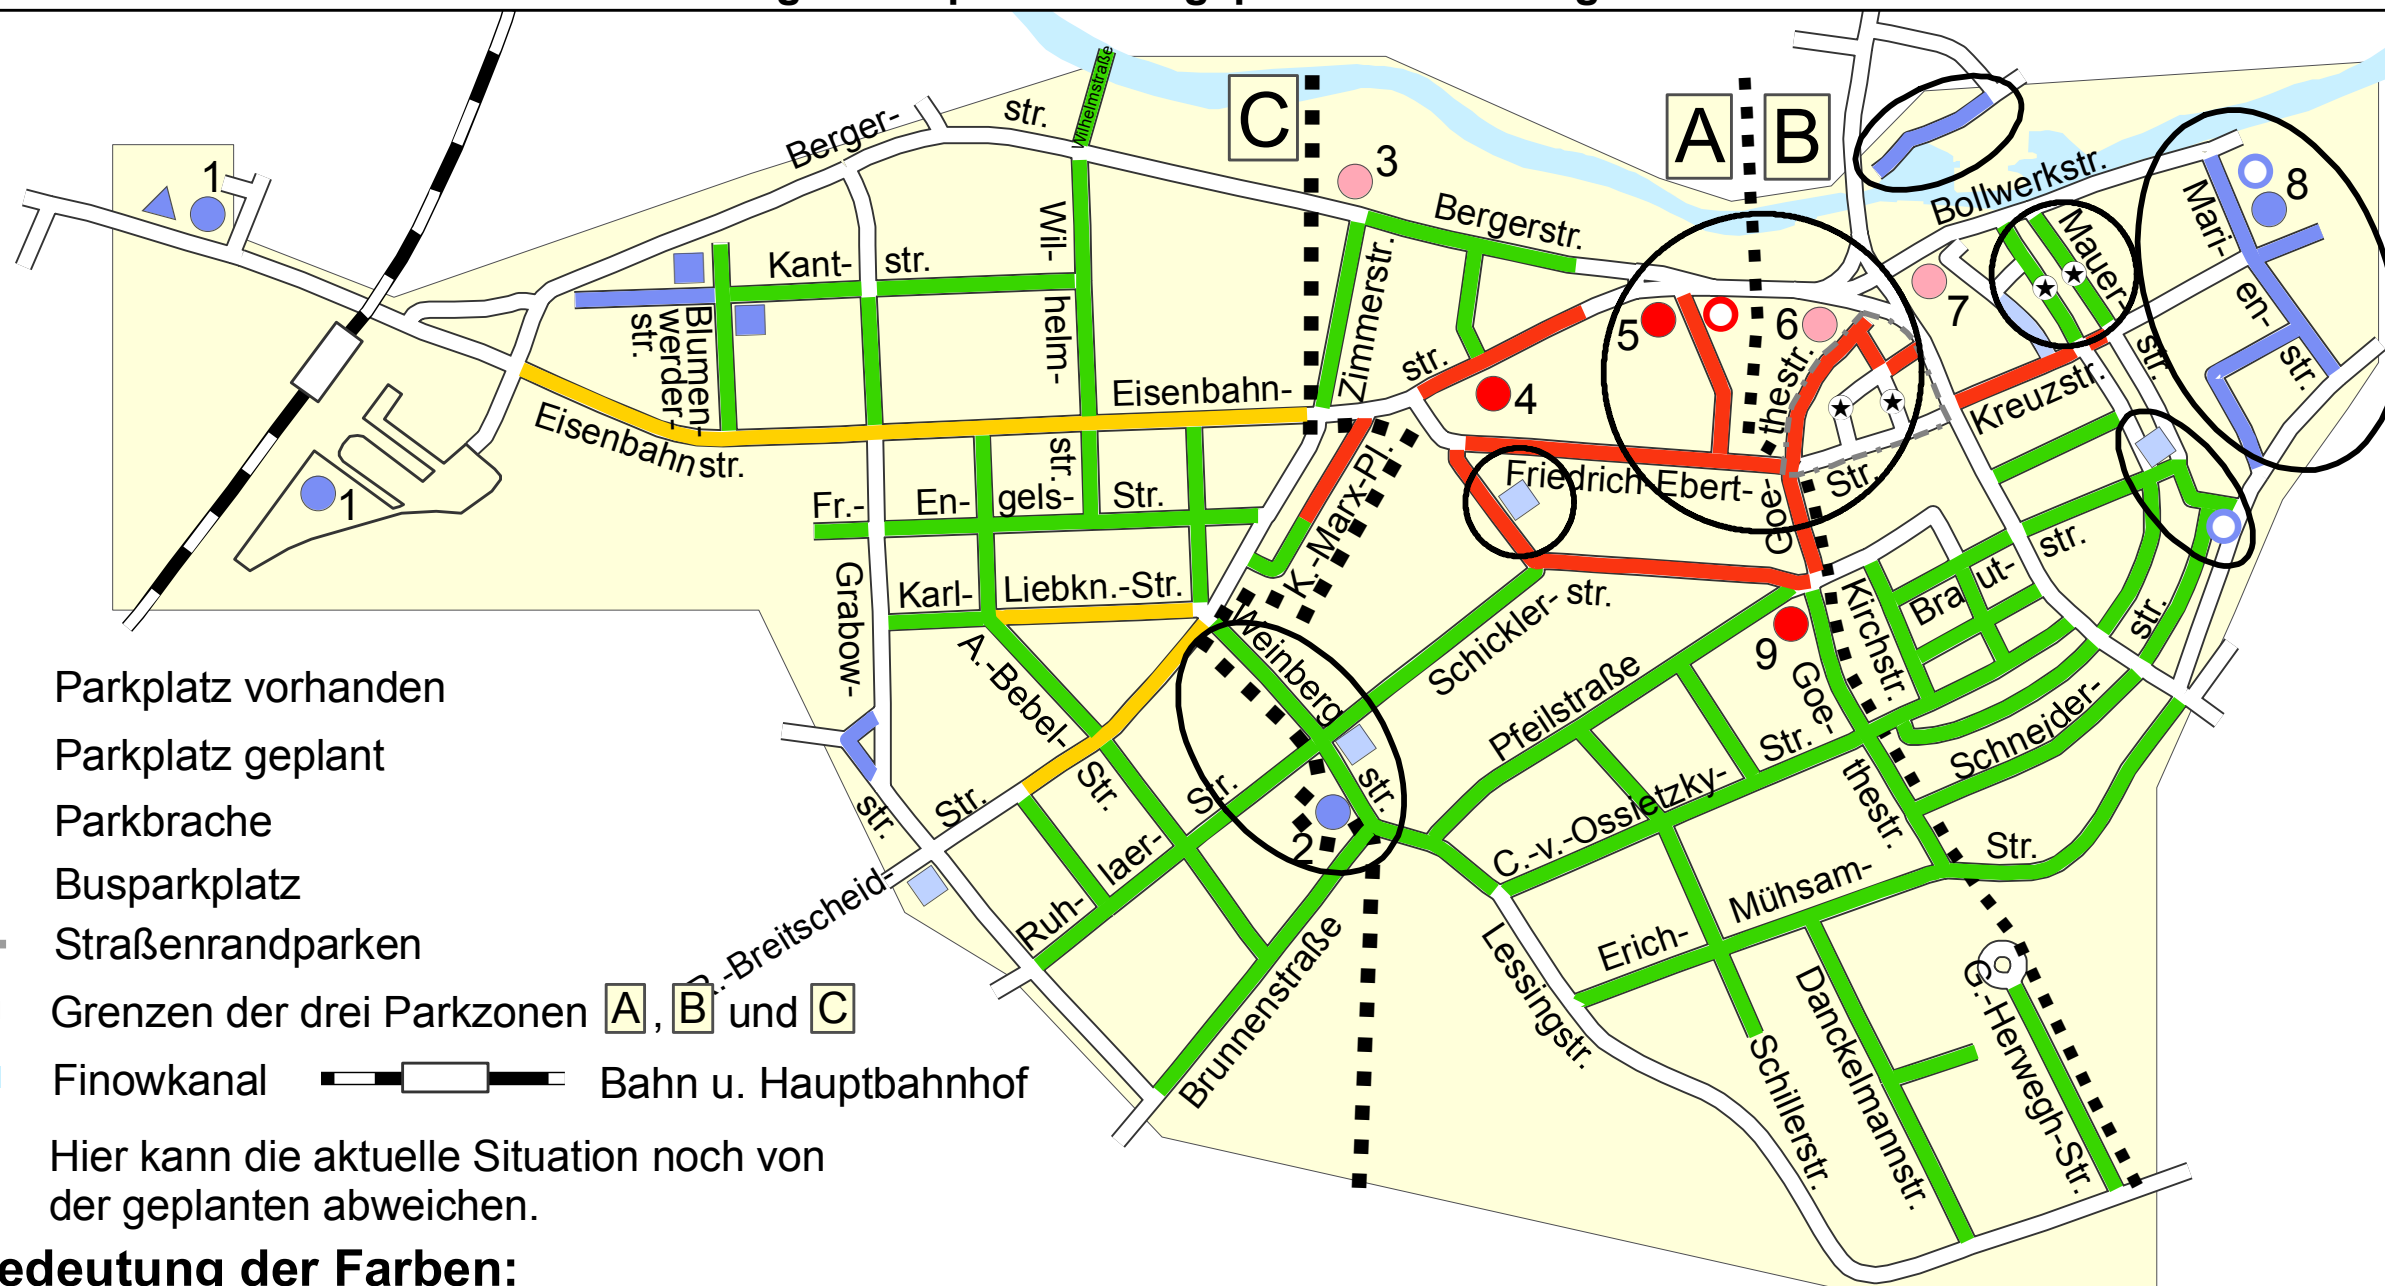 C
A
B
Wilhelmstraße
Berger-
str.
1
3
Bergerstr.
Bollwerkstr.
8
Mauer-
str.
Mari-
en-
str.
Kant-
str.
Wil-
helm-
str.
Blumen-
werder-
str.
Zimmerstr.
5
6
7
4
str.
Eisenbahn-
Eisenbahnstr.
Goe-
thestr.
Kreuzstr.
Friedrich-Ebert-
Str.
1
Fr.-
En-
gels-
Str.
K.-Marx-Pl.
Grabow-
str.
Karl-
Liebkn.-Str.
Weinberg
str.
Schickler-
str.
Kirchstr.
Braut-
str.
9
Goe-
thestr.
A.-Bebel-
Str.
Pfeilstraße
Schneider-
str.
Parkplatz vorhanden
Parkplatz geplant
Parkbrache
Busparkplatz
Straßenrandparken
Grenzen der drei Parkzonen A, B und C
Finowkanal
Bahn u. Hauptbahnhof
Hier kann die aktuelle Situation noch von
der geplanten abweichen.
edeutung der Farben:
R.-Breitscheid-
Str.
Ruh-
laer-
Str.
2
Brunnenstraße
C.-v.-Ossietzky-
Str.
Erich-
Mühsam-
Str.
Lessingstr.
Schillerstr.
Danckelmannstr.
G.-Herwegh-Str.